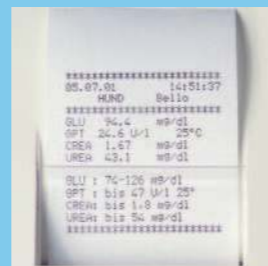 ************************
05.07.01 14:51:37
HUND Bello
************************
GLU 94.4 mg/dl
GPT 24.6 U/l 25°C
CREA 1.67 mg/dl
UREA 43.1 mg/dl
GLU : 74-126 mg/dl
GPT : bis 47 U/l 25°
CREA: bis 1.8 mg/dl
UREA: bis 54 mg/dl
************************